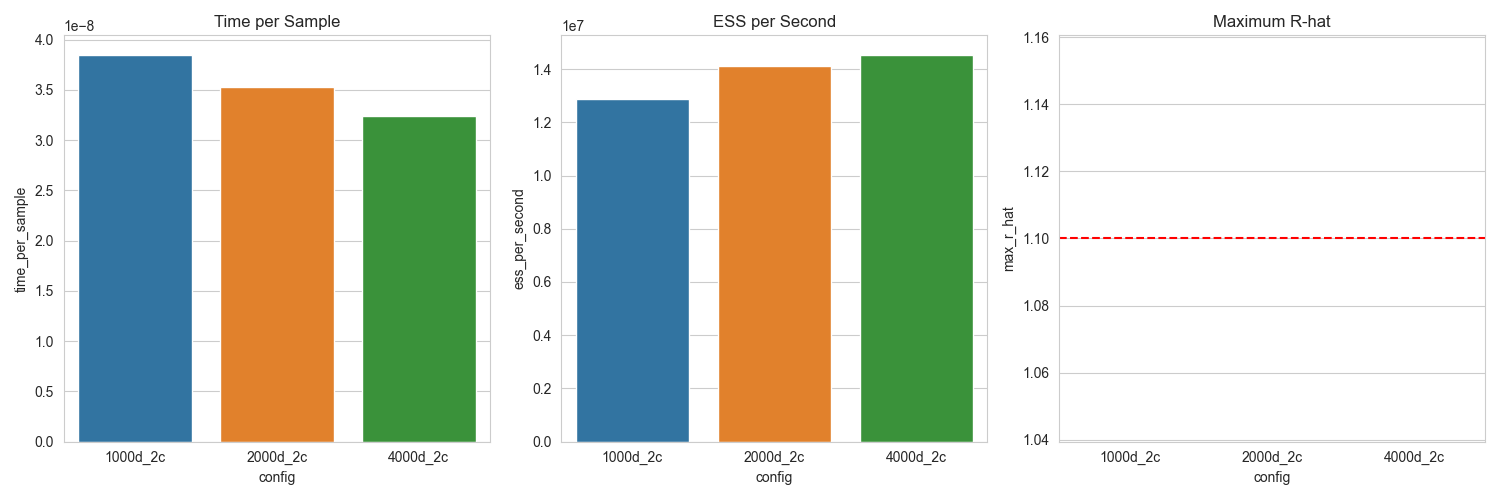 Time per Sample
1e−8
4.0
3.5
3.0
2.5
2.0
1.5
1.0
0.5
0.0
time_per_sample
1000d_2c 2000d_2c 4000d_2c
config
ESS per Second
1e7
1.4
1.2
1.0
0.8
0.6
0.4
0.2
0.0
ess_per_second
1000d_2c 2000d_2c 4000d_2c
config
Maximum R-hat
1.16
1.14
1.12
1.10
1.08
1.06
1.04
max_r_hat
1000d_2c 2000d_2c 4000d_2c
config